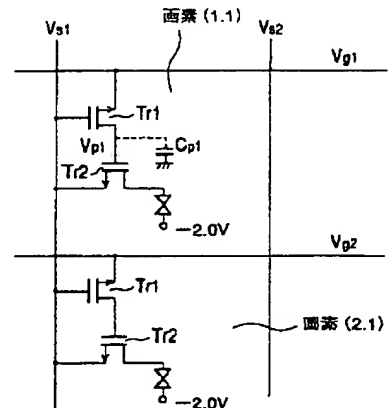 画素(1.1)
Vs1
Vs2
Vg1
Tr1
Vp1
Cp1
Tr2
-2.0V
Vg2
Tr1
Tr2
画素(2.1)
-2.0V